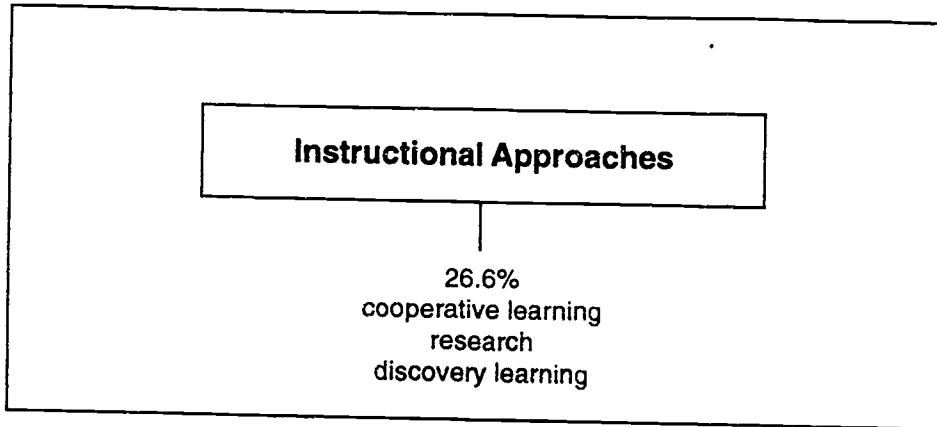 Instructional Approaches
26.6%
cooperative learning
research
discovery learning